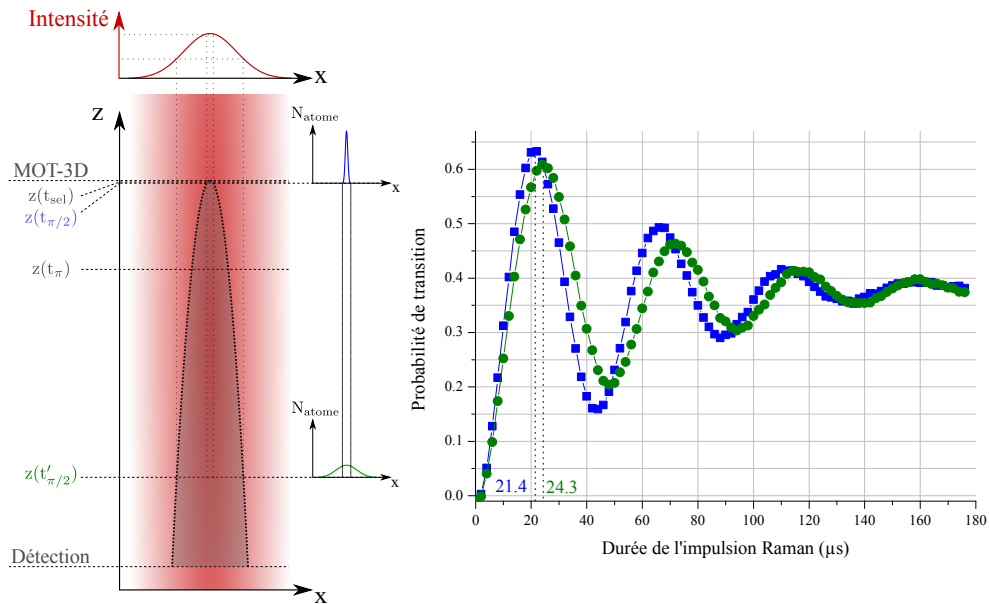 Intensité
x
z
MOT-3D
z(t_sel)
z(t_π/2)
z(t_π)
z(t'_π/2)
Détection
x
N_atome
x
N_atome
x
Probabilité de transition
0.6
0.5
0.4
0.3
0.2
0.1
0.0
21.4
24.3
0 20 40 60 80 100 120 140 160 180
Durée de l'impulsion Raman (µs)